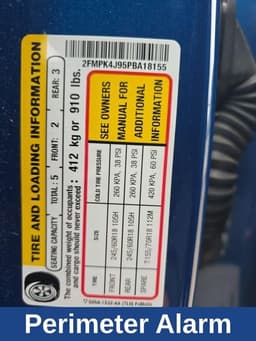 2FMPK4J95PBA18155
TIRE AND LOADING INFORMATION
SEATING CAPACITY TOTAL: 5 FRONT: 2 REAR: 3
The combined weight of occupants
and cargo should never exceed: 412 kg or 910 lbs.
TIRE SIZE COLD TIRE PRESSURE
FRONT 245/60R18 105H 260 KPA, 38 PSI
REAR 245/60R18 105H 260 KPA, 38 PSI
SPARE T155/70R18 112M 420 KPA, 60 PSI
SEE OWNERS
MANUAL FOR
ADDITIONAL
INFORMATION
Perimeter Alarm